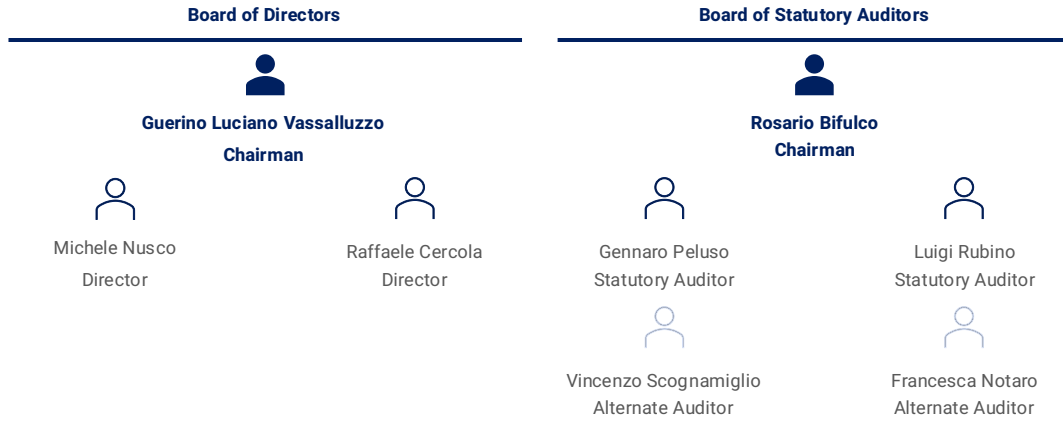 Board of Directors
Guerino Luciano Vassalluzzo
Chairman
Michele Nusco
Director
Raffaele Cercola
Director
Board of Statutory Auditors
Rosario Bifulco
Chairman
Gennaro Peluso
Statutory Auditor
Luigi Rubino
Statutory Auditor
Vincenzo Scognamiglio
Alternate Auditor
Francesca Notaro
Alternate Auditor